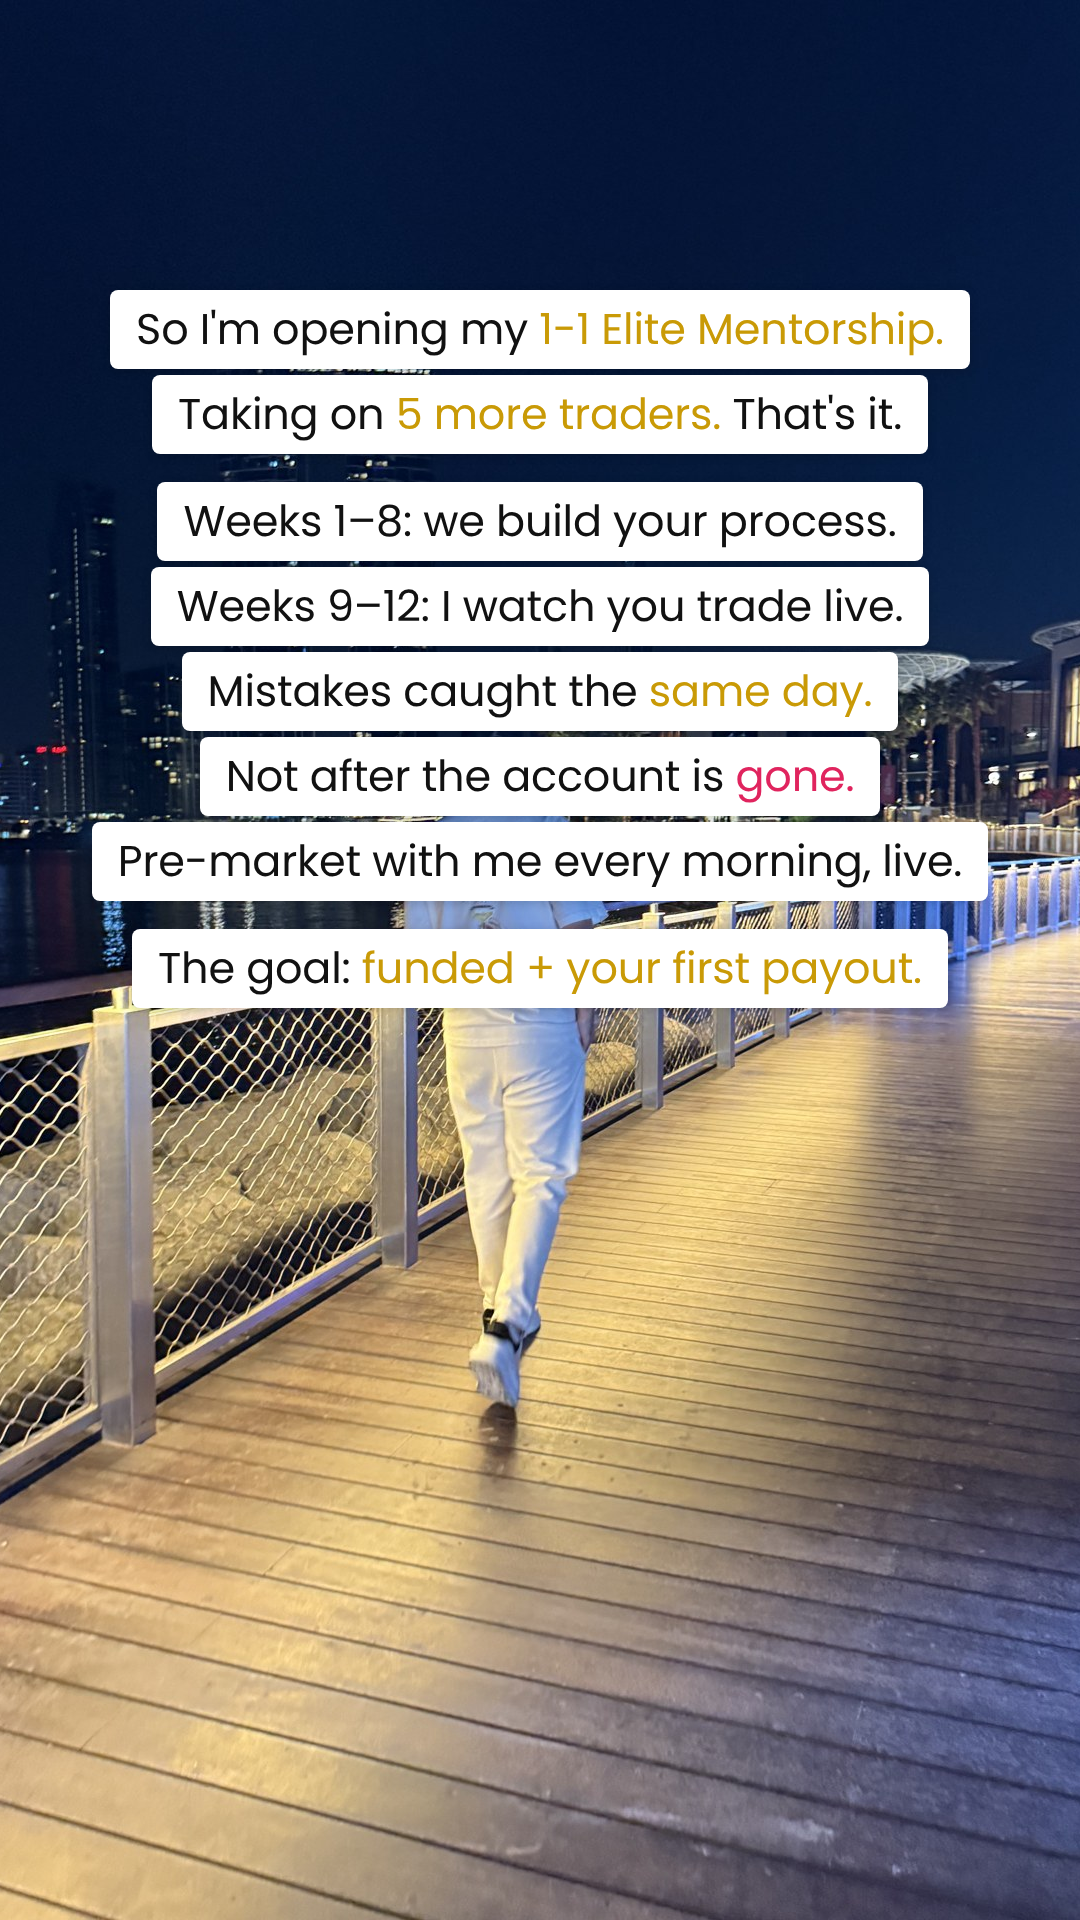 So I'm opening my 1-1 Elite Mentorship.
Taking on 5 more traders. That's it.
Weeks 1–8: we build your process.
Weeks 9–12: I watch you trade live.
Mistakes caught the same day.
Not after the account is gone.
Pre-market with me every morning, live.
The goal: funded + your first payout.